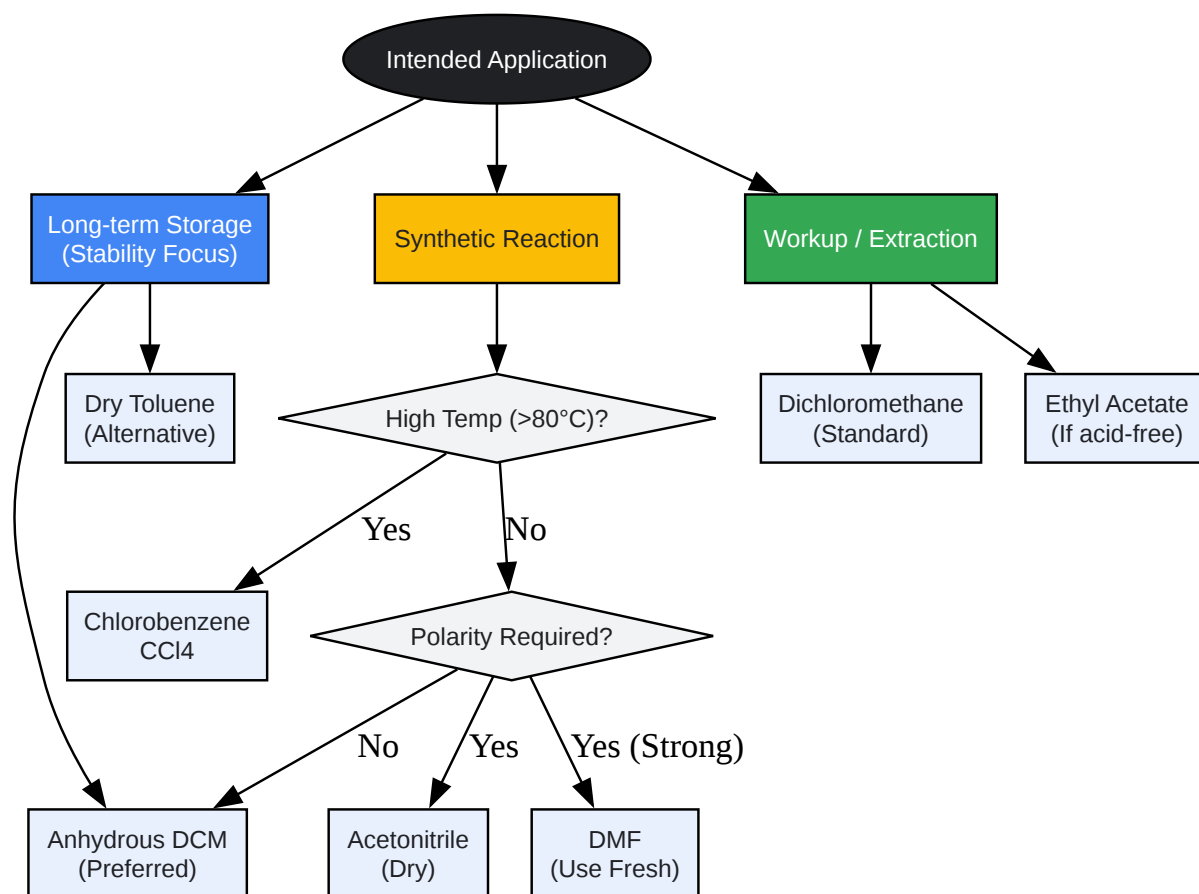 Intended Application
Long-term Storage
(Stability Focus)
Synthetic Reaction
Workup / Extraction
Dry Toluene
(Alternative)
High Temp (>80°C)?
Dichloromethane
(Standard)
Ethyl Acetate
(If acid-free)
Yes
No
Chlorobenzene
CCl4
Polarity Required?
No
Yes
Yes (Strong)
Anhydrous DCM
(Preferred)
Acetonitrile
(Dry)
DMF
(Use Fresh)